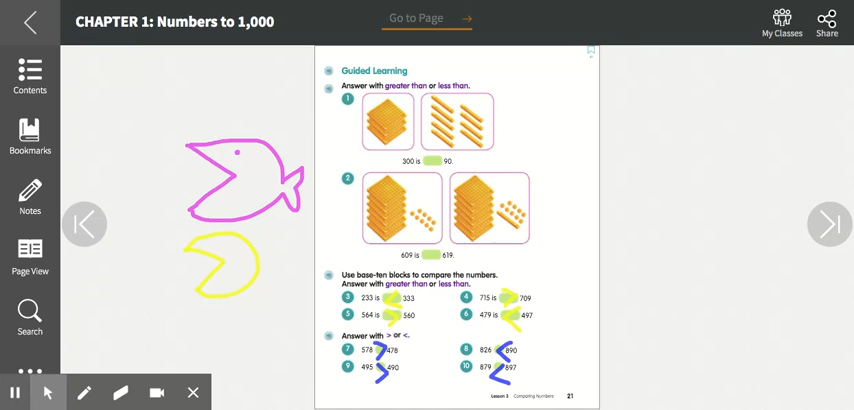 CHAPTER 1: Numbers to 1,000
Go to Page →
My Classes
Share
Contents
Bookmarks
Notes
Page View
Search
Guided Learning
Answer with greater than or less than.
1
300 is 90.
2
609 is 619.
Use base-ten blocks to compare the numbers.
Answer with greater than or less than.
3 233 is < 333
4 715 is > 709
5 564 is > 560
6 479 is < 497
Answer with > or <.
7 578 > 478
8 826 < 890
9 495 > 490
10 879 < 897
Lesson 3 Comparing Numbers 21